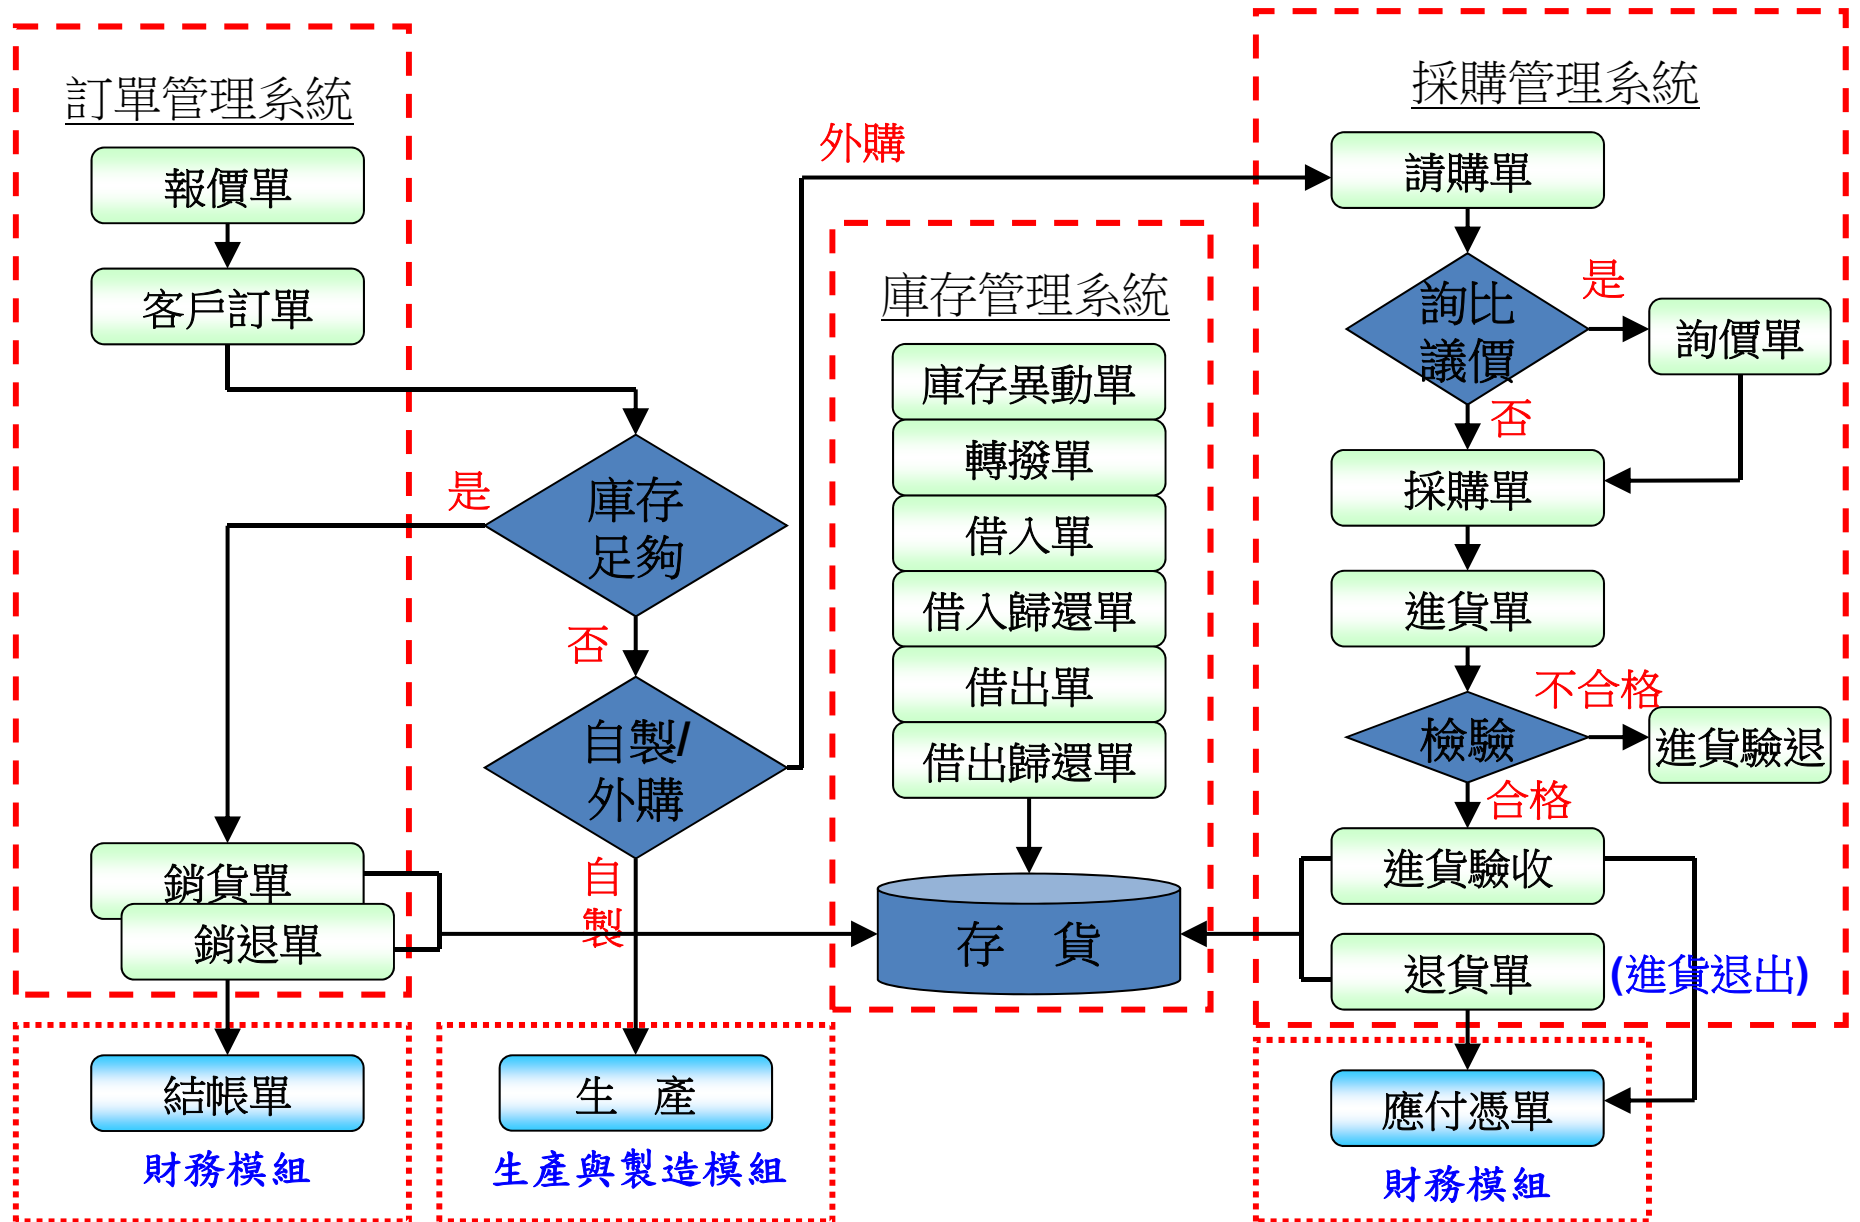 訂單管理系統
報價單
客戶訂單
是
庫存
足夠
否
自製/
外購
外購
自
製
銷貨單
銷退單
結帳單
財務模組
生 產
生產與製造模組
庫存管理系統
庫存異動單
轉撥單
借入單
借入歸還單
借出單
借出歸還單
存 貨
採購管理系統
請購單
詢比
議價
是
詢價單
否
採購單
進貨單
檢驗
不合格
進貨驗退
合格
進貨驗收
退貨單
(進貨退出)
應付憑單
財務模組